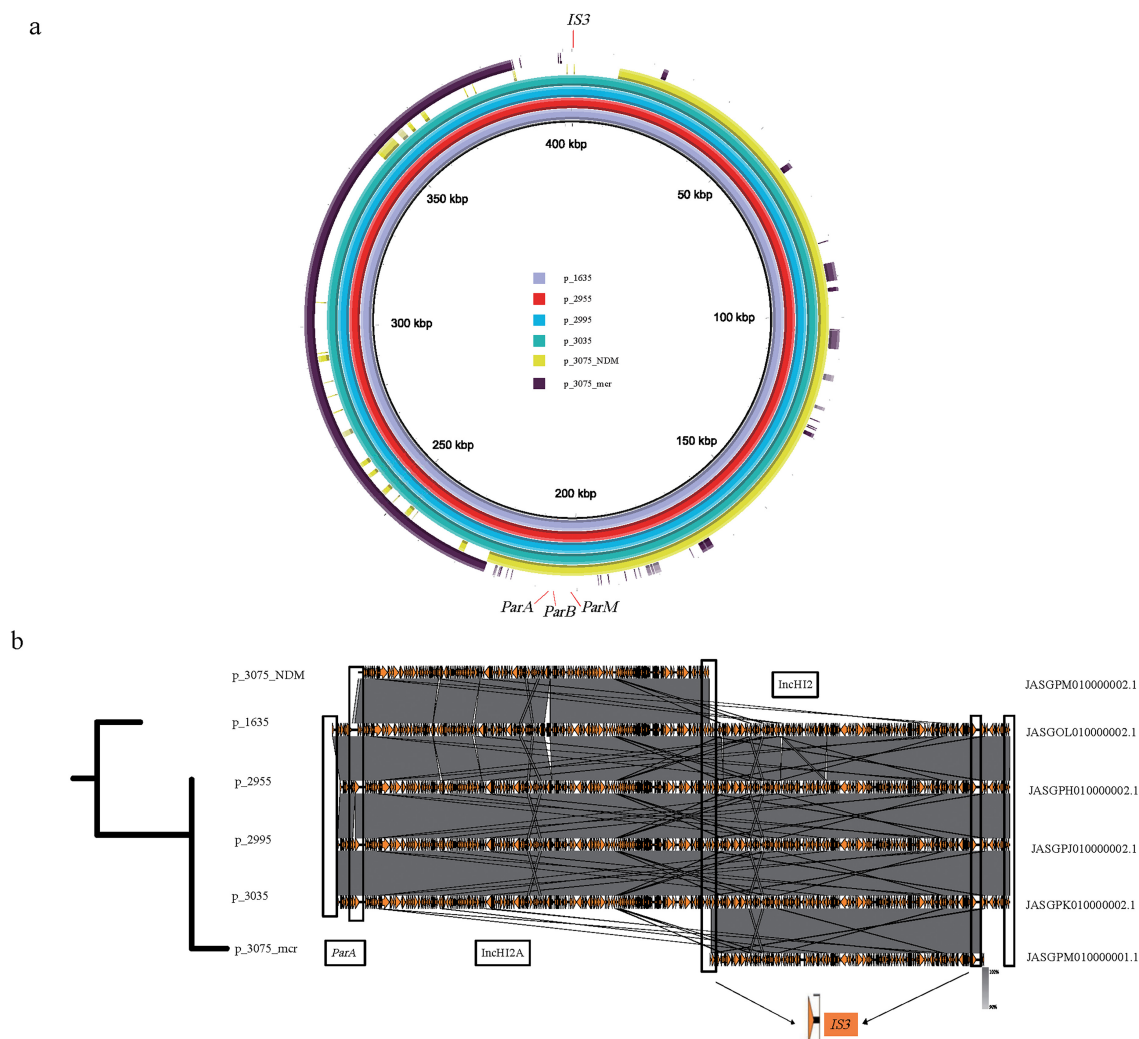 a
IS3
400 kbp
50 kbp
350 kbp
p_1635
p_2955
p_2995
p_3035
p_3075_NDM
p_3075_mcr
100 kbp
300 kbp
150 kbp
250 kbp
200 kbp
ParA
ParB
ParM
b
p_3075_NDM
IncHI2
JASGPM010000002.1
p_1635
JASGOL010000002.1
p_2955
JASGPH010000002.1
p_2995
JASGPJ010000002.1
p_3035
JASGPK010000002.1
p_3075_mcr
ParA
IncHI2A
JASGPM010000001.1
100%
90%
IS3